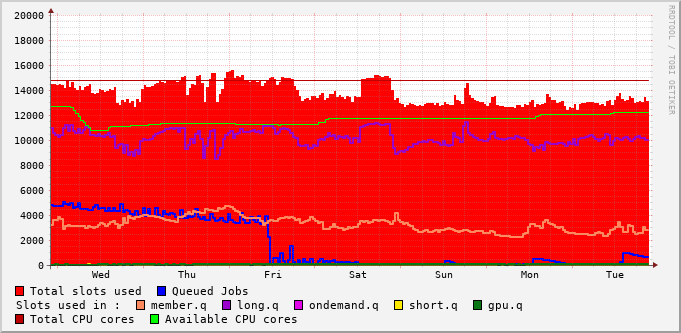 20000
18000
16000
14000
12000
10000
8000
6000
4000
2000
0
Wed Thu Fri Sat Sun Mon Tue
RRDTOOL / TOBI OETIKER
Total slots used Queued Jobs
Slots used in : member.q long.q ondemand.q short.q gpu.q
Total CPU cores Available CPU cores